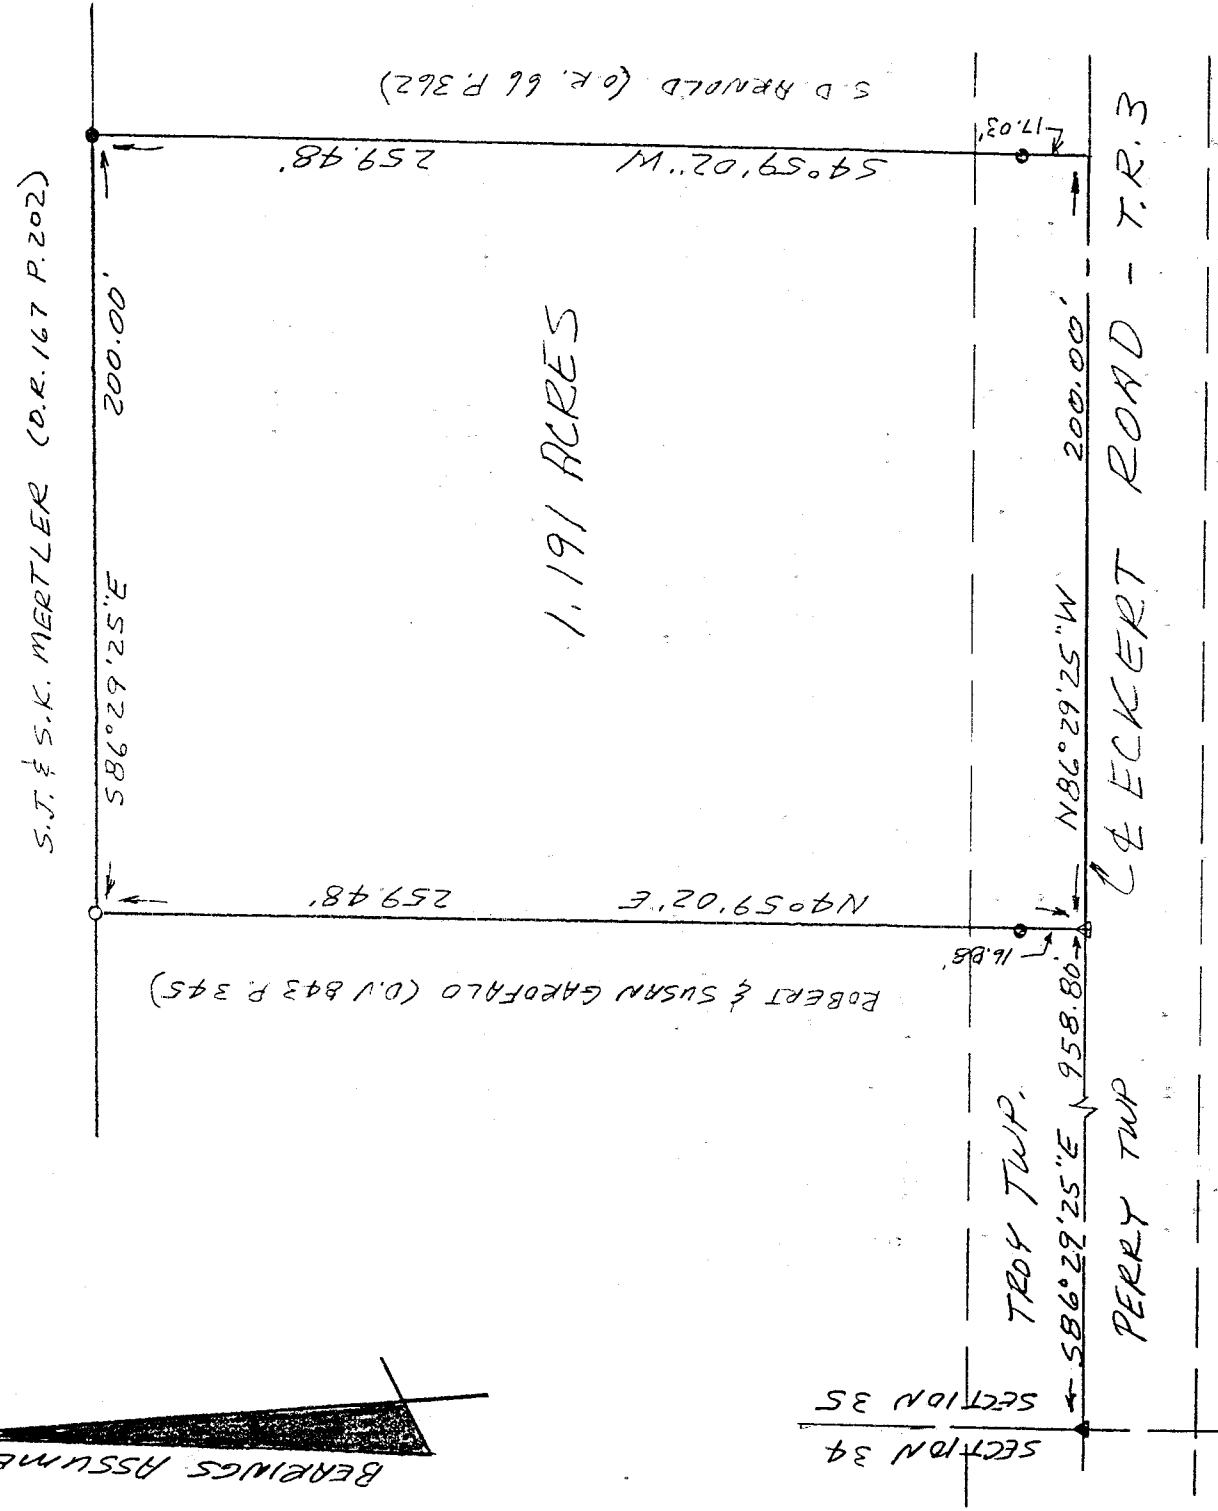 S.J. & S.K. MERTLER (O.R. 167 P. 202)
S86°29'25"E 200.00'
S.D ARNOLD (O.R. 66 P. 362)
S4°59'02"W 259.48'
17.03'
1.191 ACRES
N4°59'02"E 259.48'
16.88'
ROBERT & SUSAN GAROFALO (D.V 843 P. 345)
N86°29'25"W 200.00'
℄ ECKERT ROAD - T.R.3
S86°29'25"E 958.80'
TROY TWP.
PERRY TWP
SECTION 35
SECTION 34
BEARINGS ASSUME